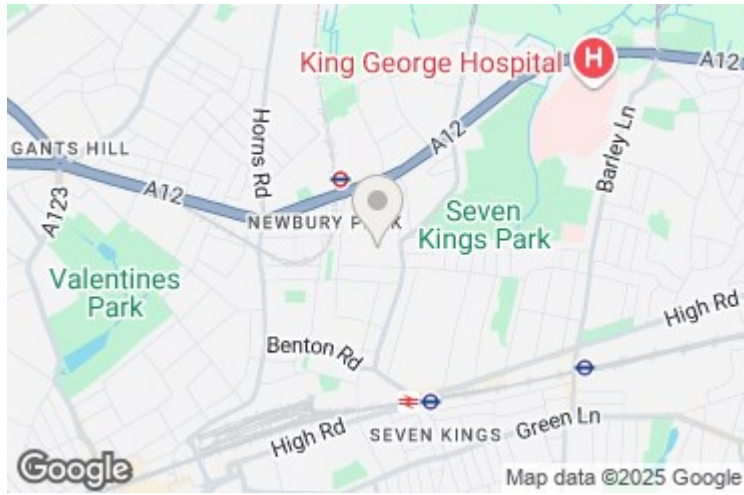 King George Hospital
H
A12
Horns Rd
A12
Barley Ln
GANTS HILL
A12
A123
NEWBURY P RK
Seven
Kings Park
Valentines
Park
High Rd
Benton Rd
High Rd
SEVEN KINGS
Green Ln
Google
Map data ©2025 Google